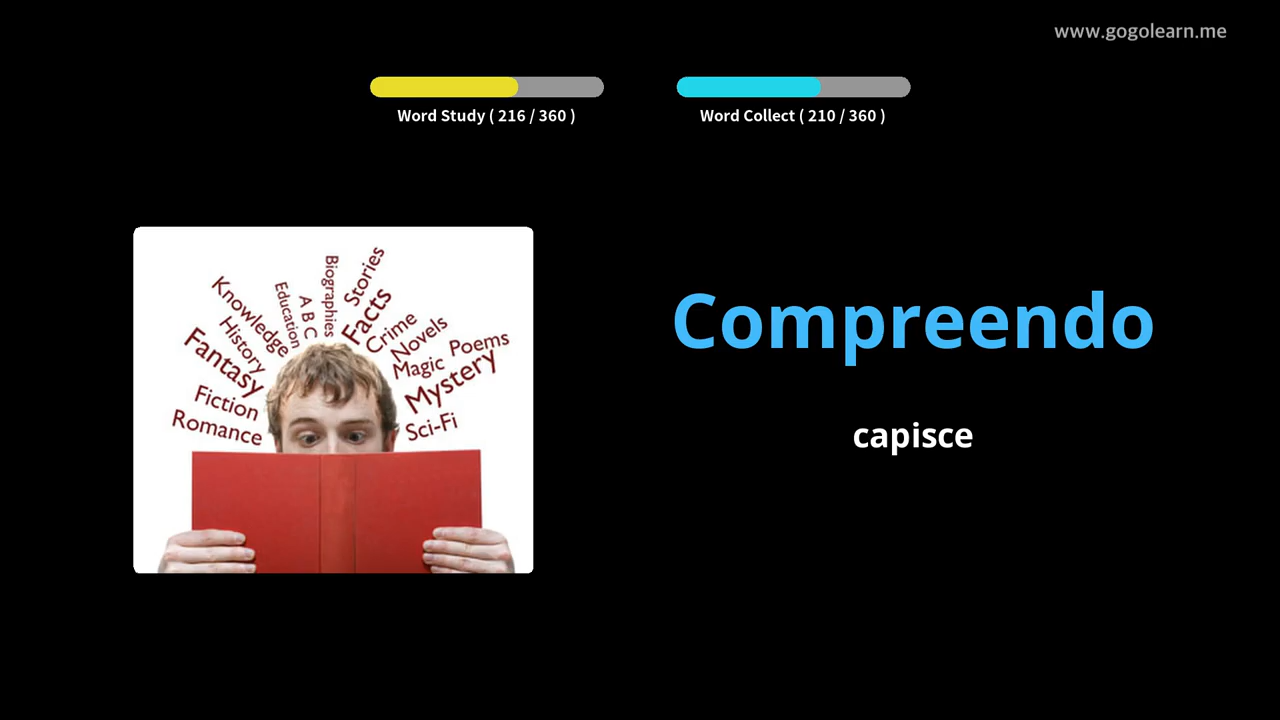 www.gogolearn.me
Word Study ( 216 / 360 )
Word Collect ( 210 / 360 )
Compreendo
capisce
Biographies
Stories
Education
A B C
Facts
Knowledge
History
Crime
Novels
Poems
Fantasy
Magic
Mystery
Fiction
Romance
Sci-Fi